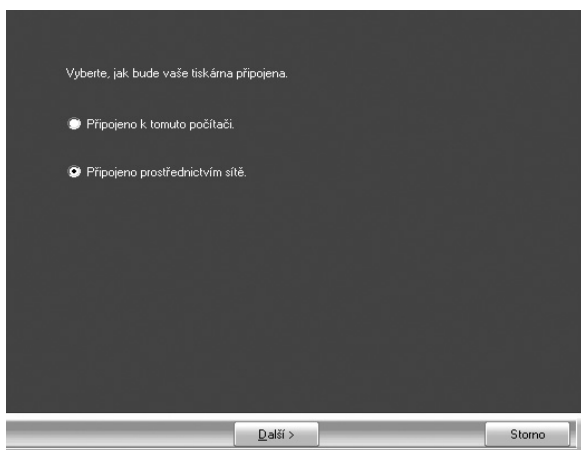 Vyberte, jak bude vaše tiskárna připojena.
Připojeno k tomuto počítači.
Připojeno prostřednictvím sítě.
Další >
Storno